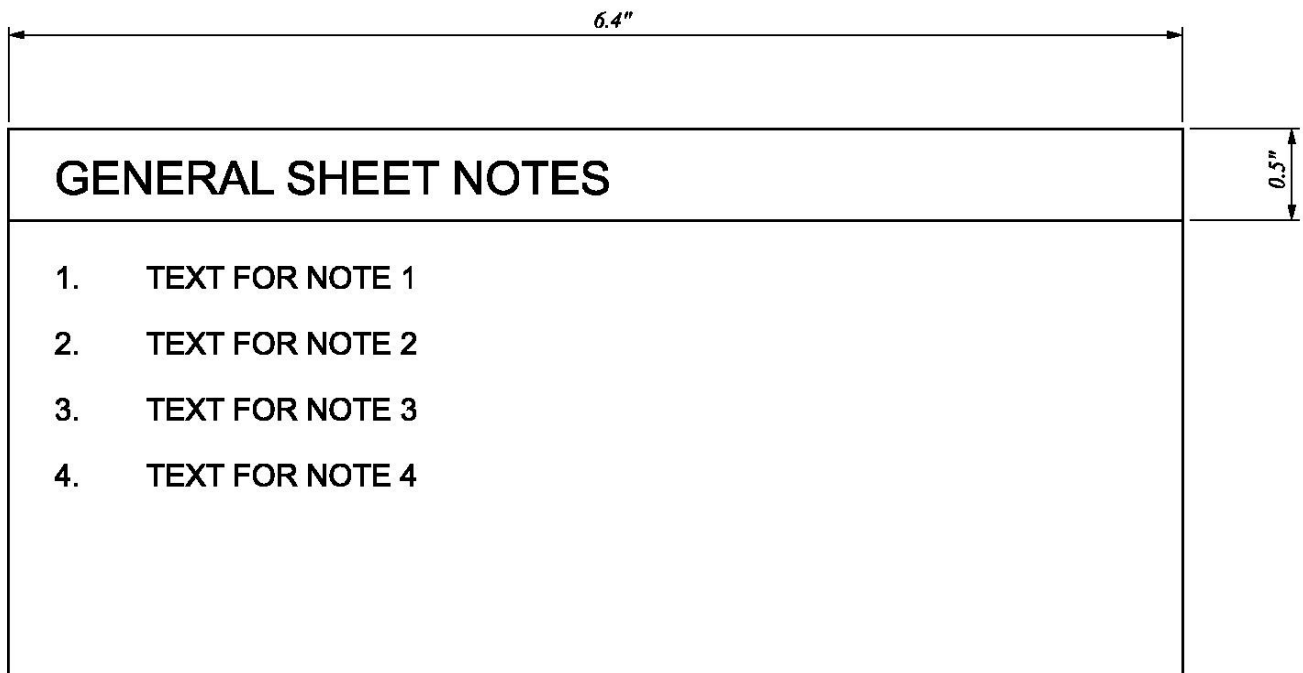 6.4"
GENERAL SHEET NOTES
0.5"
1. TEXT FOR NOTE 1
2. TEXT FOR NOTE 2
3. TEXT FOR NOTE 3
4. TEXT FOR NOTE 4